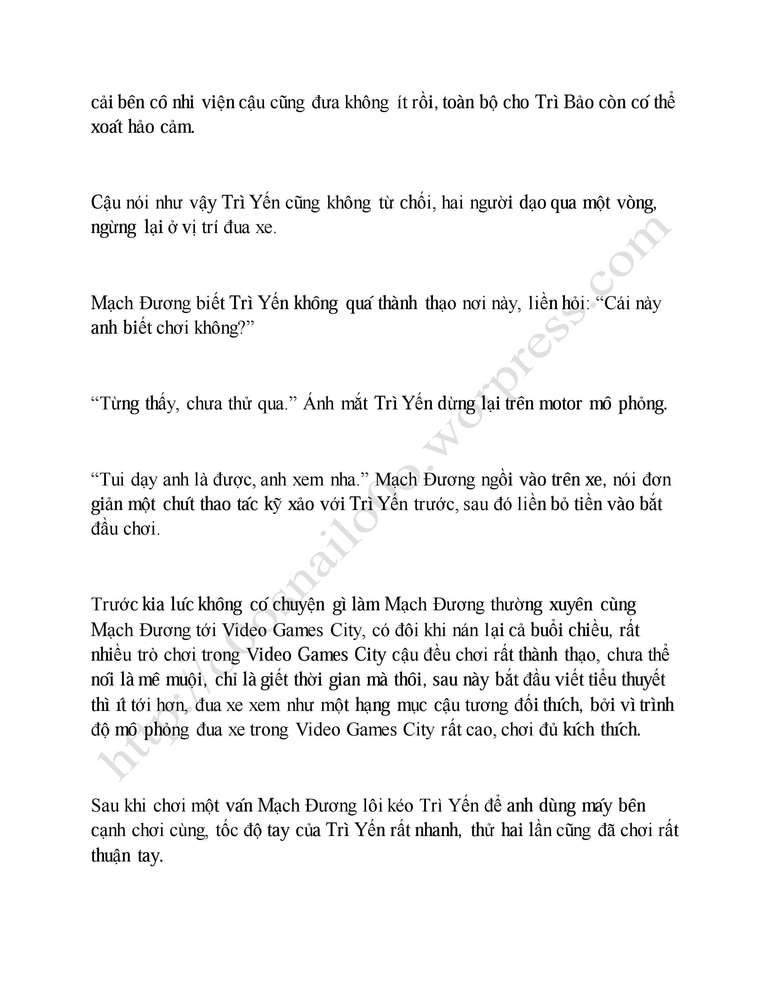 cải bên cô nhi viện cậu cũng đưa không ít rồi, toàn bộ cho Trì Bảo còn có thể
xoát hảo cảm.
Cậu nói như vậy Trì Yến cũng không từ chối, hai người dạo qua một vòng,
ngừng lại ở vị trí đua xe.
Mạch Đương biết Trì Yến không quá thành thạo nơi này, liền hỏi: “Cái này
anh biết chơi không?”
“Từng thấy, chưa thử qua.” Ánh mắt Trì Yến dừng lại trên motor mô phỏng.
“Tui dạy anh là được, anh xem nha.” Mạch Đương ngồi vào trên xe, nói đơn
giản một chút thao tác kỹ xảo với Trì Yến trước, sau đó liền bỏ tiền vào bắt
đầu chơi.
Trước kia lúc không có chuyện gì làm Mạch Đương thường xuyên cùng
Mạch Đương tới Video Games City, có đôi khi nán lại cả buổi chiều, rất
nhiều trò chơi trong Video Games City cậu đều chơi rất thành thạo, chưa thể
nói là mê muội, chỉ là giết thời gian mà thôi, sau này bắt đầu viết tiểu thuyết
thì ít tới hơn, đua xe xem như một hạng mục cậu tương đối thích, bởi vì trình
độ mô phỏng đua xe trong Video Games City rất cao, chơi đủ kích thích.
Sau khi chơi một ván Mạch Đương lôi kéo Trì Yến để anh dùng máy bên
cạnh chơi cùng, tốc độ tay của Trì Yến rất nhanh, thử hai lần cũng đã chơi rất
thuận tay.
http://o0osnailo0o.worpress.com